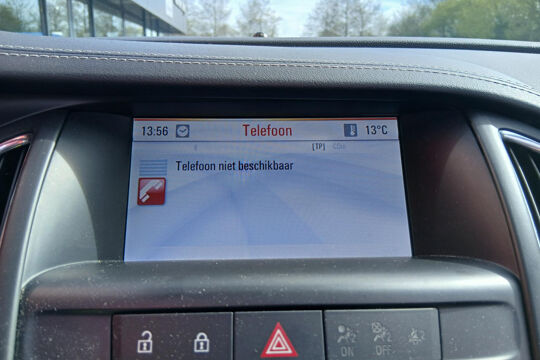 13:56 Telefoon 13°C
[TP]
Telefoon niet beschikbaar
ON OFF